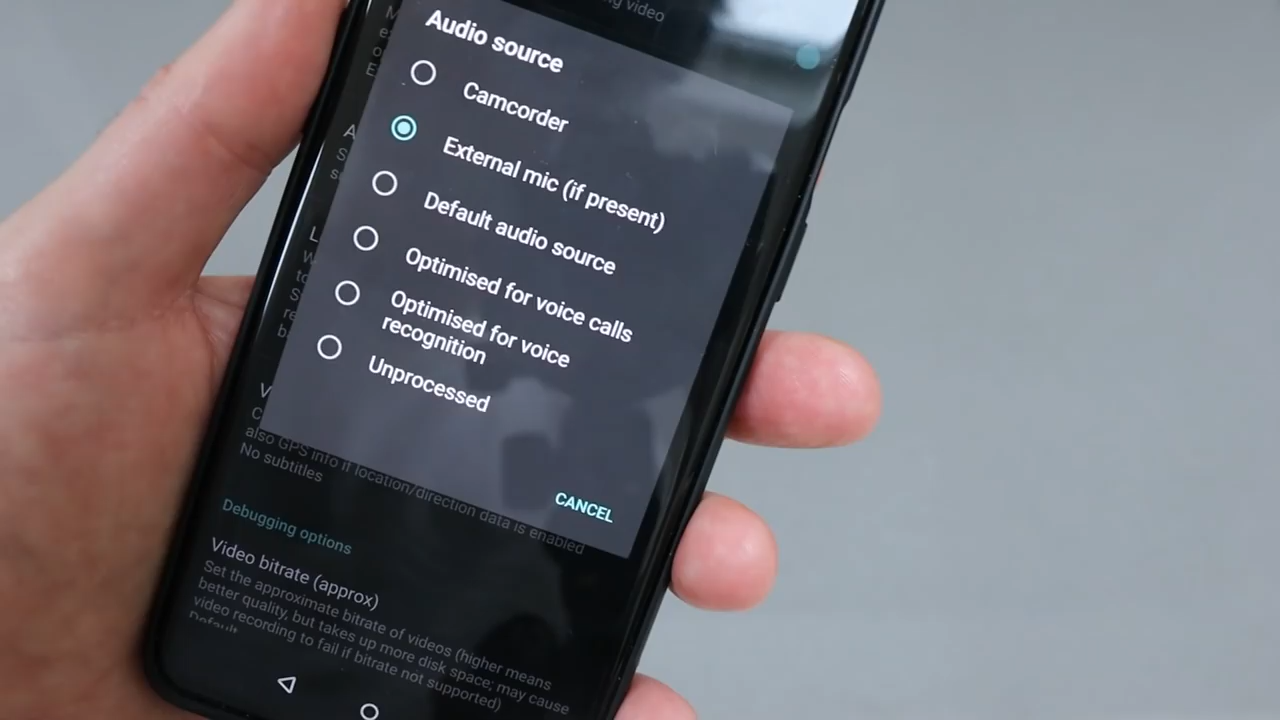 video
Audio source
Camcorder
External mic (if present)
Default audio source
Optimised for voice calls
Optimised for voice
recognition
Unprocessed
CANCEL
also GPS info if location/direction data is enabled
No subtitles
Debugging options
Video bitrate (approx)
Set the approximate bitrate of videos (higher means
better quality, but takes up more disk space; may cause
video recording to fail if bitrate not supported)
Default